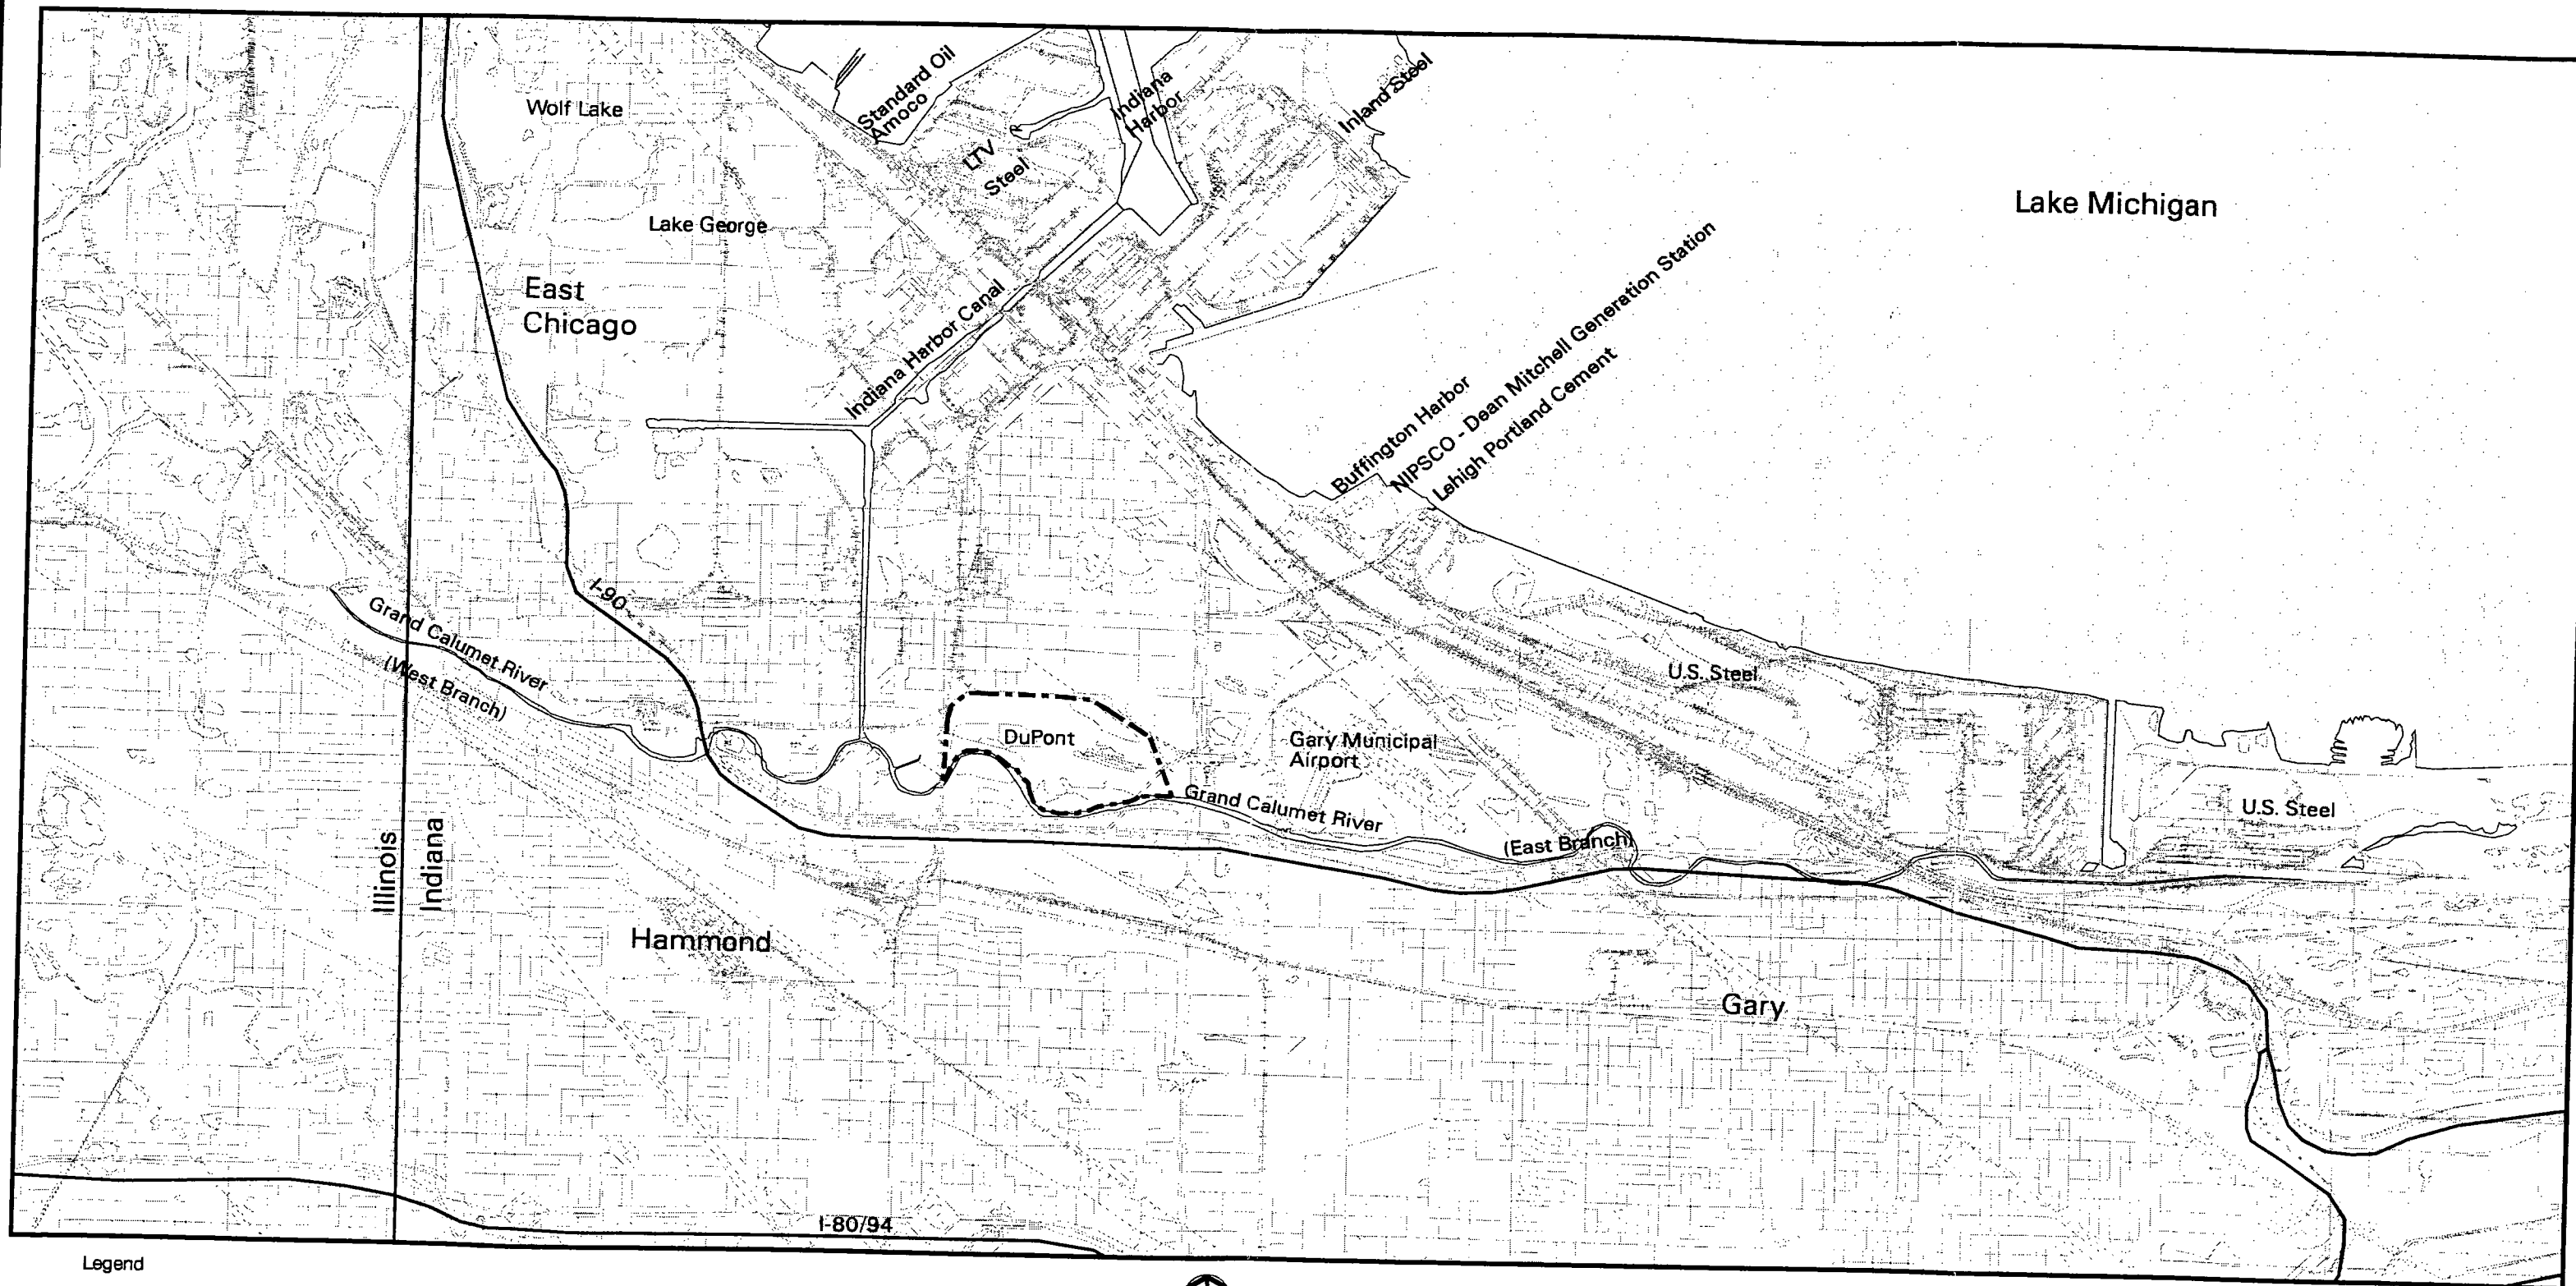 Standard Oil
Amoco
Indiana
Harbor
Inland Steel
Wolf Lake
LTV
Steel
Lake Michigan
Lake George
East
Chicago
Indiana Harbor Canal
Buffington Harbor
NIPSCO - Dean Mitchell Generation Station
Lehigh Portland Cement
I-90
Grand Calumet River
(West Branch)
U.S. Steel
DuPont
Gary Municipal
Airport
Grand Calumet River
(East Branch)
U.S. Steel
Illinois
Indiana
Hammond
Gary
I-80/94
Legend